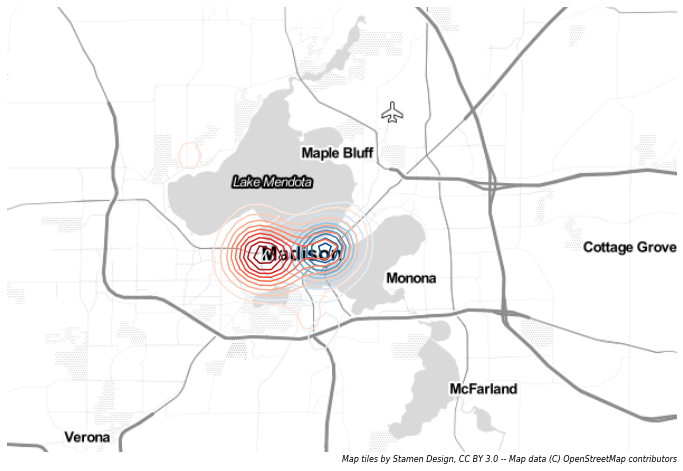 Maple Bluff
Lake Mendota
Madison
Cottage Grove
Monona
McFarland
Verona
Map tiles by Stamen Design, CC BY 3.0 -- Map data (C) OpenStreetMap contributors